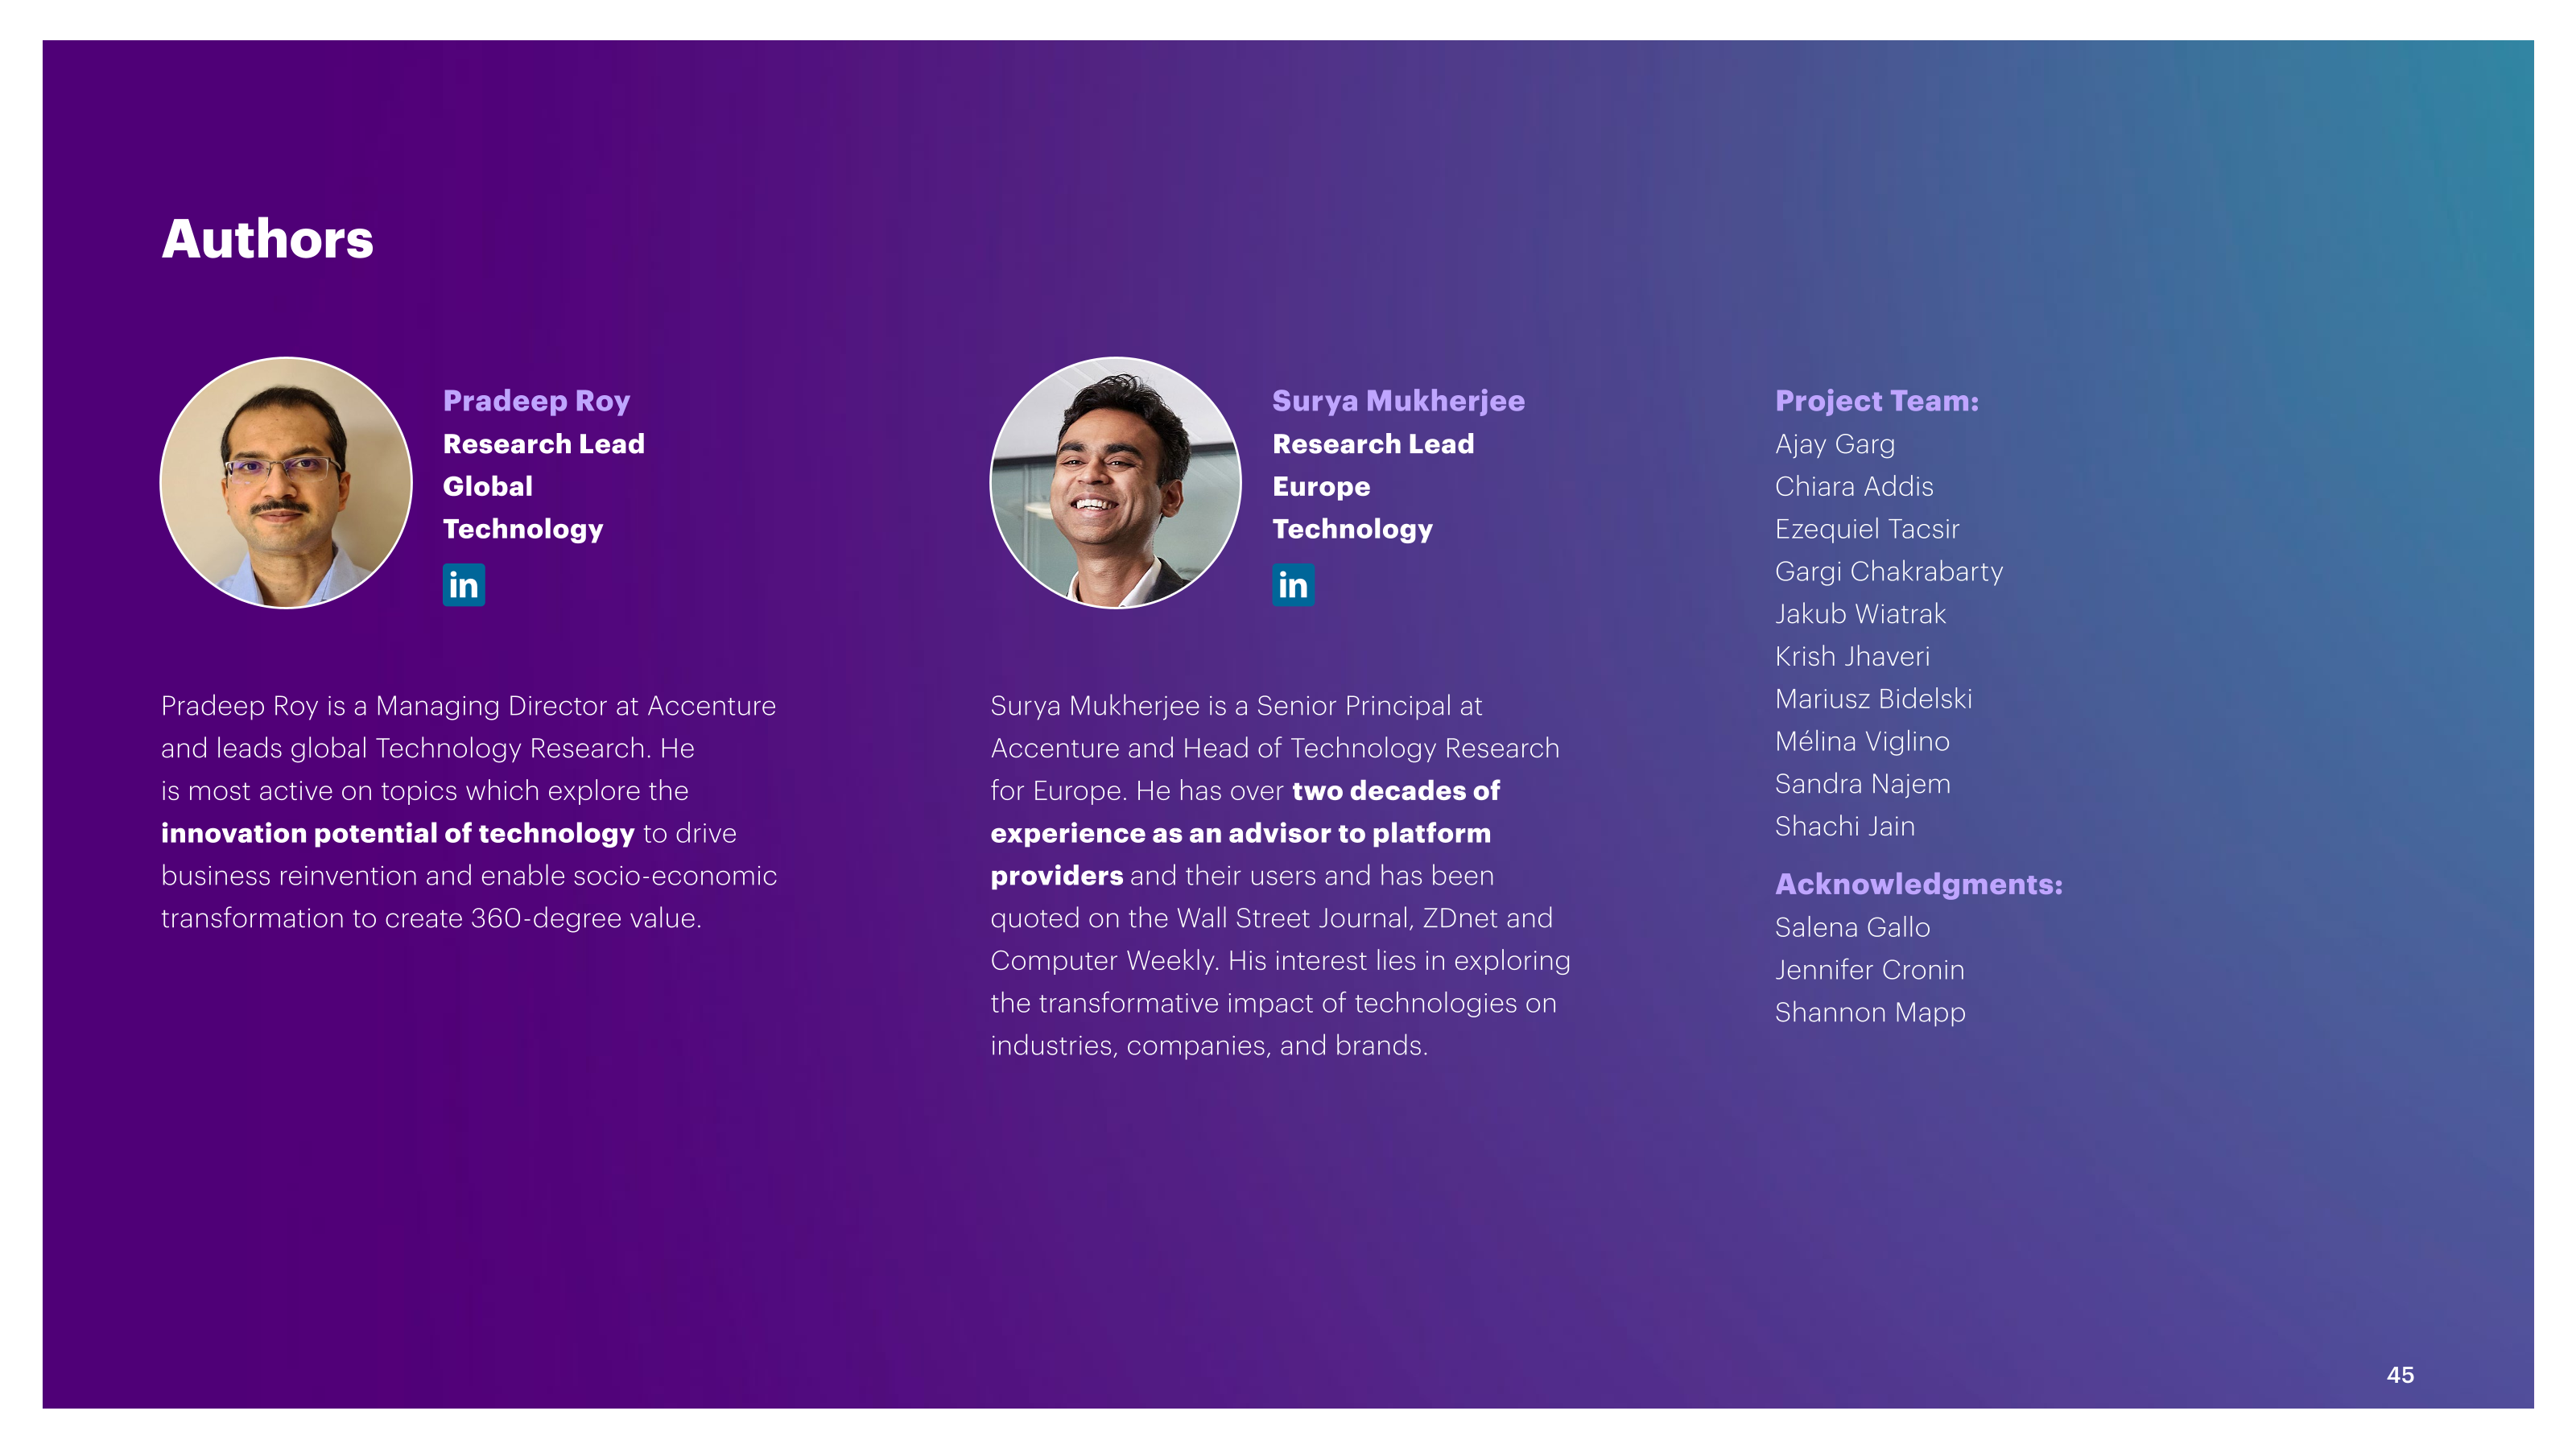 Authors
Pradeep Roy
Research Lead
Global
Technology
in
Pradeep Roy is a Managing Director at Accenture
and leads global Technology Research. He
is most active on topics which explore the
innovation potential of technology to drive
business reinvention and enable socio-economic
transformation to create 360-degree value.
Surya Mukherjee
Research Lead
Europe
Technology
in
Surya Mukherjee is a Senior Principal at
Accenture and Head of Technology Research
for Europe. He has over two decades of
experience as an advisor to platform
providers and their users and has been
quoted on the Wall Street Journal, ZDnet and
Computer Weekly. His interest lies in exploring
the transformative impact of technologies on
industries, companies, and brands.
Project Team:
Ajay Garg
Chiara Addis
Ezequiel Tacsir
Gargi Chakrabarty
Jakub Wiatrak
Krish Jhaveri
Mariusz Bidelski
Mélina Viglino
Sandra Najem
Shachi Jain
Acknowledgments:
Salena Gallo
Jennifer Cronin
Shannon Mapp
45